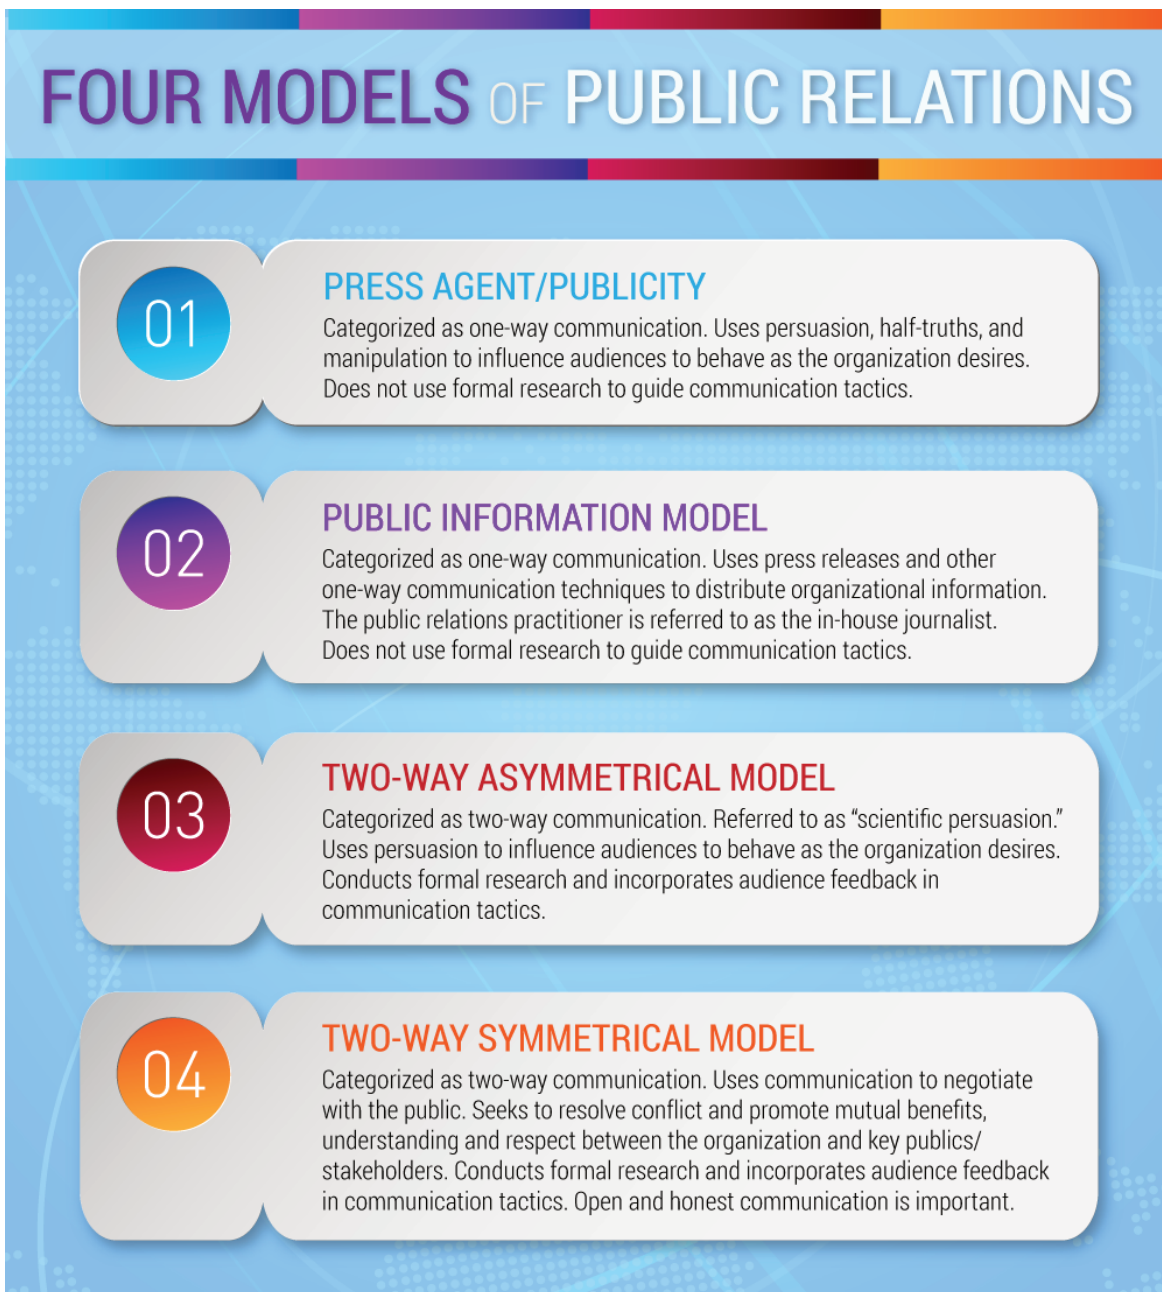 FOUR MODELS OF PUBLIC RELATIONS
01
PRESS AGENT/PUBLICITY
Categorized as one-way communication. Uses persuasion, half-truths, and
manipulation to influence audiences to behave as the organization desires.
Does not use formal research to guide communication tactics.
02
PUBLIC INFORMATION MODEL
Categorized as one-way communication. Uses press releases and other
one-way communication techniques to distribute organizational information.
The public relations practitioner is referred to as the in-house journalist.
Does not use formal research to guide communication tactics.
03
TWO-WAY ASYMMETRICAL MODEL
Categorized as two-way communication. Referred to as “scientific persuasion.”
Uses persuasion to influence audiences to behave as the organization desires.
Conducts formal research and incorporates audience feedback in
communication tactics.
04
TWO-WAY SYMMETRICAL MODEL
Categorized as two-way communication. Uses communication to negotiate
with the public. Seeks to resolve conflict and promote mutual benefits,
understanding and respect between the organization and key publics/
stakeholders. Conducts formal research and incorporates audience feedback
in communication tactics. Open and honest communication is important.